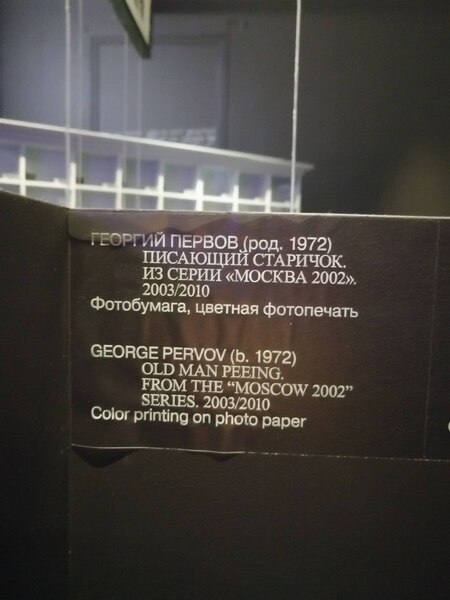 ГЕОРГИЙ ПЕРВОВ (род. 1972)
ПИСАЮЩИЙ СТАРИЧОК.
ИЗ СЕРИИ «МОСКВА 2002».
2003/2010
Фотобумага, цветная фотопечать
GEORGE PERVOV (b. 1972)
OLD MAN PEEING.
FROM THE “MOSCOW 2002”
SERIES. 2003/2010
Color printing on photo paper